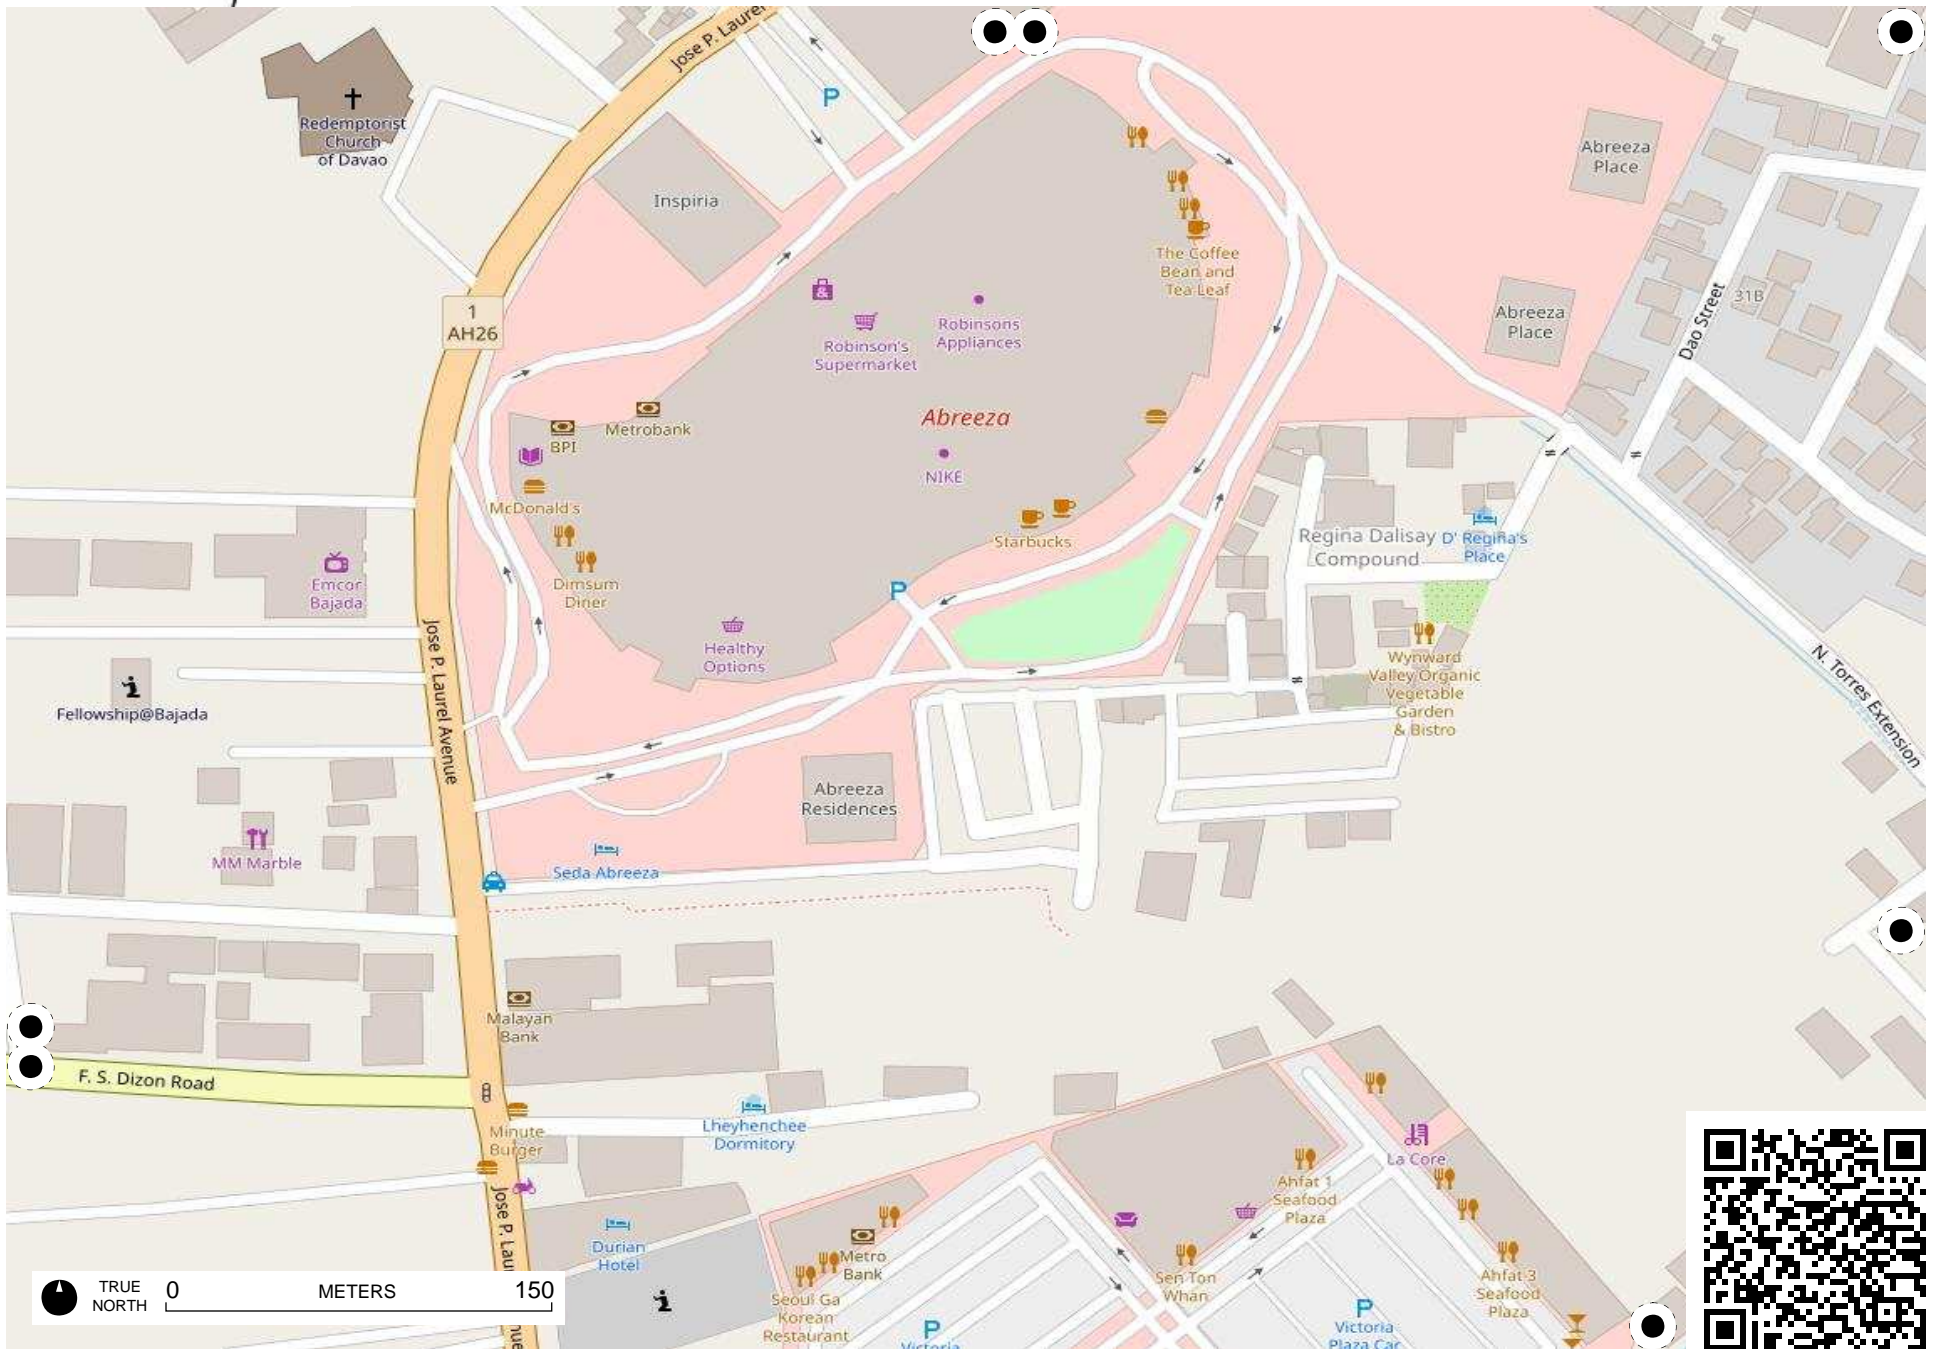 Jose P. Laurel
Redemptorist
Church
of Davao
P
Inspiria
Abreeza
Place
The Coffee
Bean and
Tea Leaf
1
AH26
Robinsons
Appliances
Robinson's
Supermarket
Abreeza
Place
31B
Dao Street
Abreeza
Metrobank
BPI
NIKE
McDonald's
Starbucks
Regina Dalisay
Compound
D' Regina's
Place
Emcor
Bajada
Dimsum
Diner
P
Healthy
Options
Wynward
Valley Organic
Vegetable
Garden
& Bistro
N. Torres Extension
Fellowship@Bajada
Jose P. Laurel Avenue
Abreeza
Residences
MM Marble
Seda Abreeza
Malayan
Bank
F. S. Dizon Road
Minute
Burger
Lheyhenchee
Dormitory
La Core
Ahfat 1
Seafood
Plaza
Jose P. Lau
nue
Durian
Hotel
Metro
Bank
Sen Ton
Whan
Ahfat 3
Seafood
Plaza
Seoul Ga
Korean
Restaurant
P
Victoria
P
Victoria
Plaza Car
TRUE
NORTH
0 METERS 150